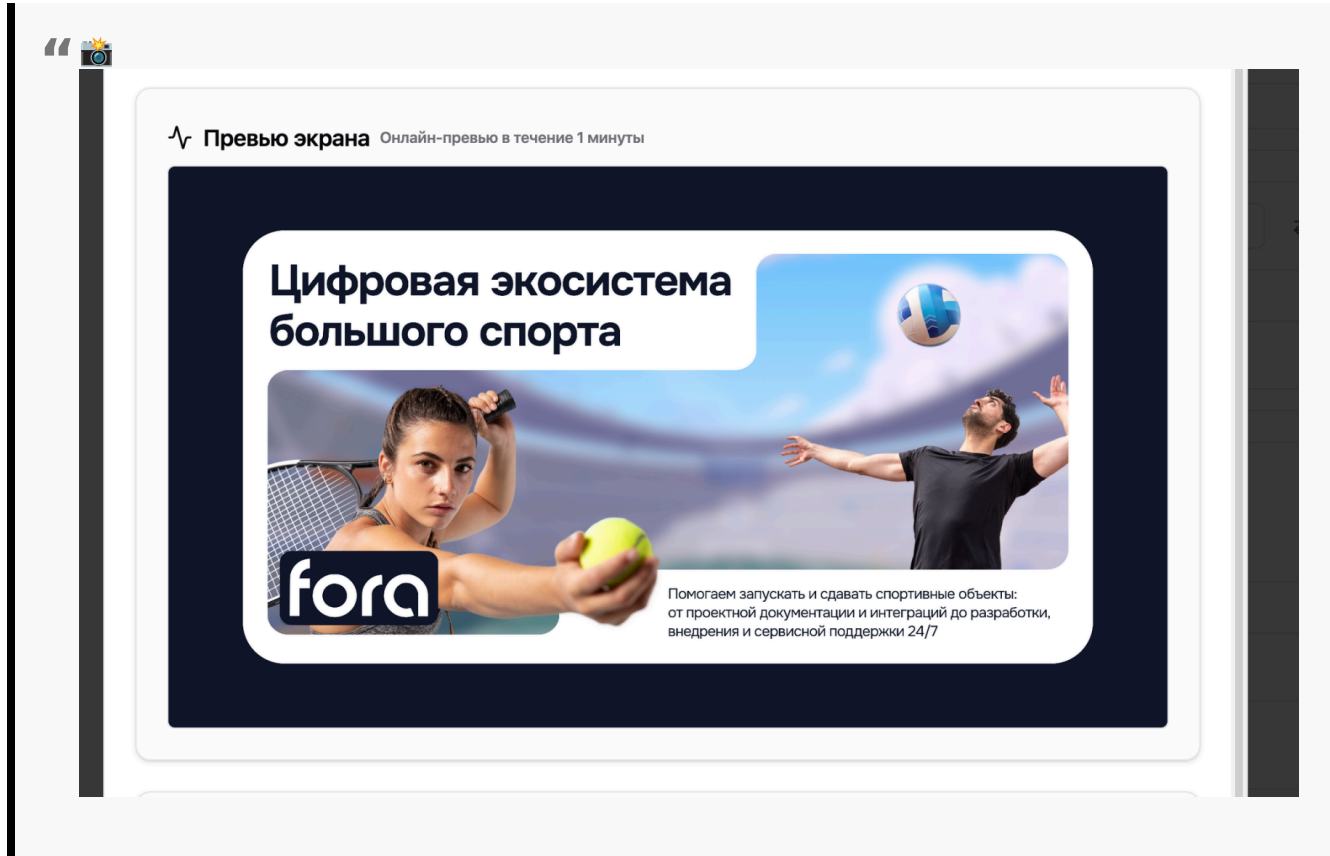 Превью экрана Онлайн-превью в течение 1 минуты
Цифровая экосистема
большого спорта
fora
Помогаем запускать и сдавать спортивные объекты:
от проектной документации и интеграций до разработки,
внедрения и сервисной поддержки 24/7